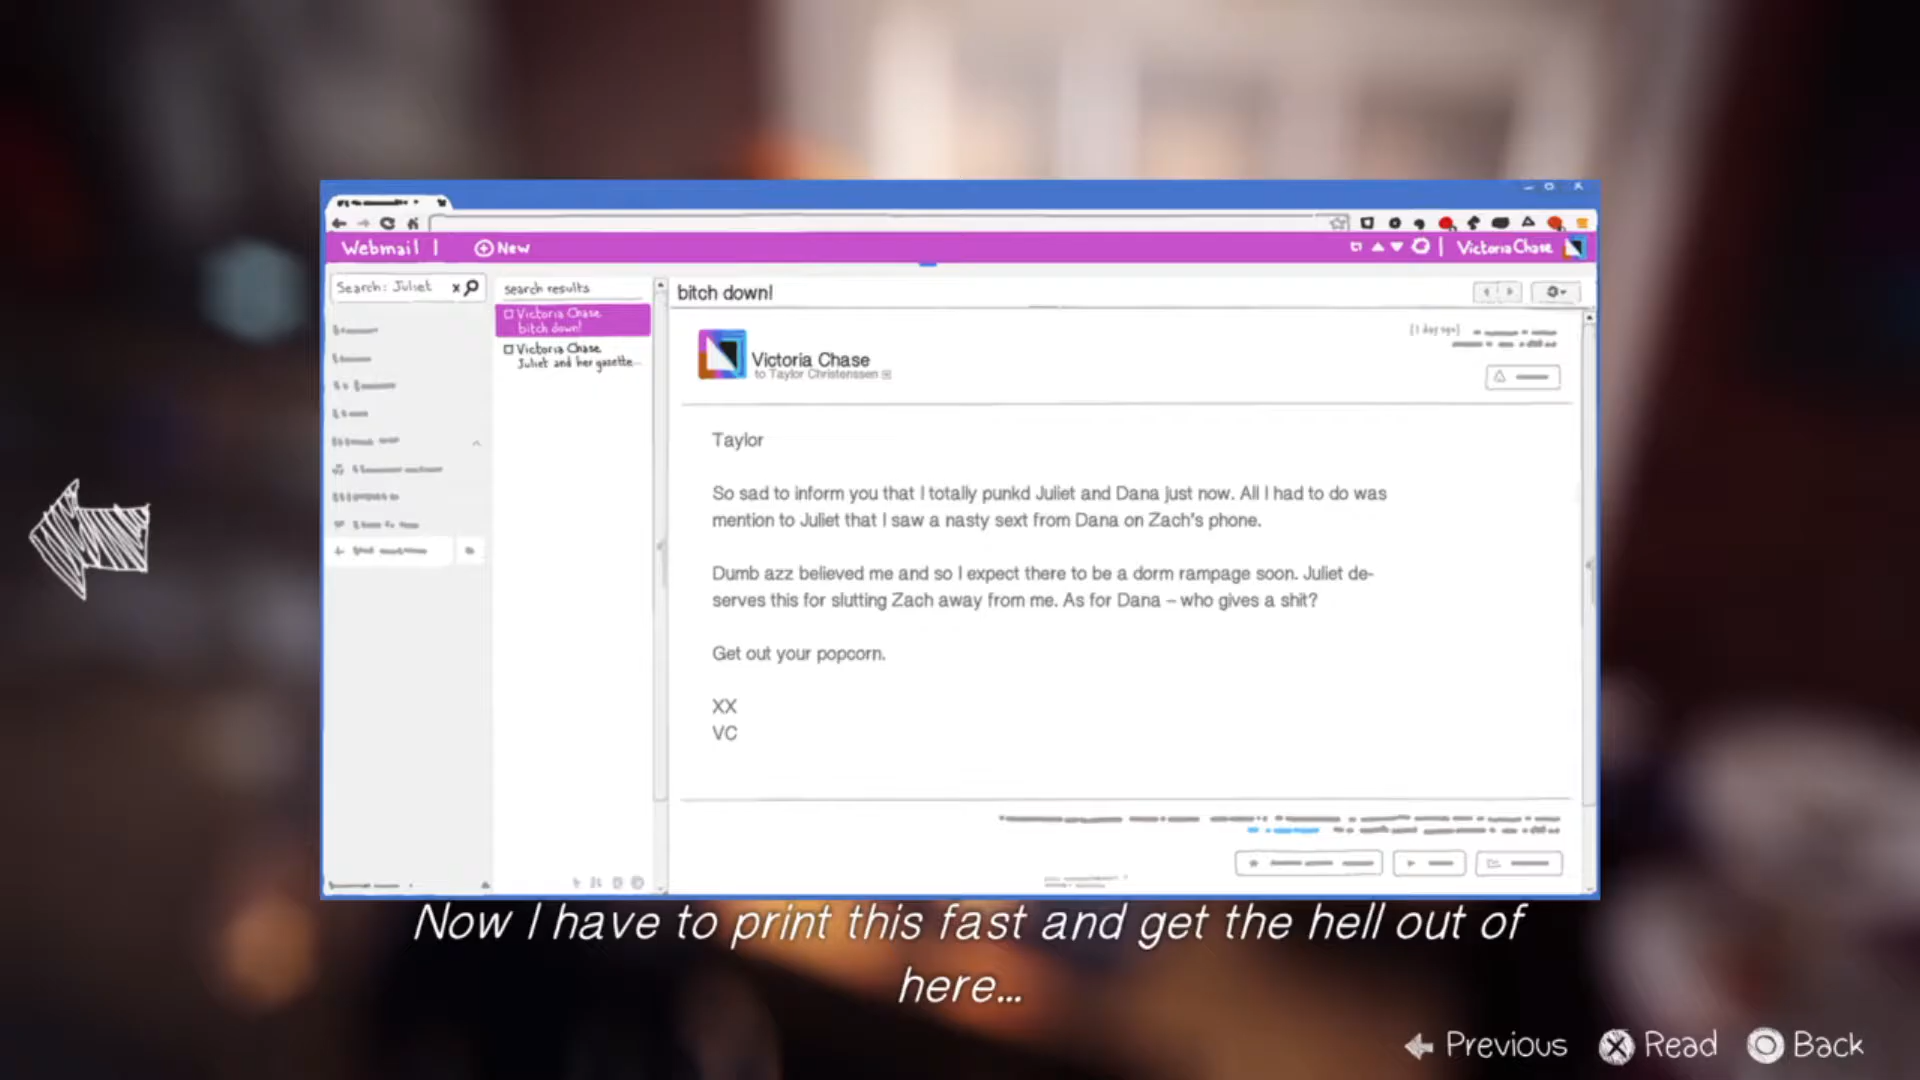 Webmail | New
Victoria Chase
Search: Juliet x
search results
Victoria Chase
bitch down!
Victoria Chase
Juliet and her gazette...
bitch down!
[1 day ago]
Victoria Chase
to Taylor Christenssen
Taylor
So sad to inform you that I totally punkd Juliet and Dana just now. All I had to do was
mention to Juliet that I saw a nasty sext from Dana on Zach's phone.
Dumb azz believed me and so I expect there to be a dorm rampage soon. Juliet de-
serves this for slutting Zach away from me. As for Dana – who gives a shit?
Get out your popcorn.
XX
VC
Now I have to print this fast and get the hell out of
here...
Previous
Read
Back